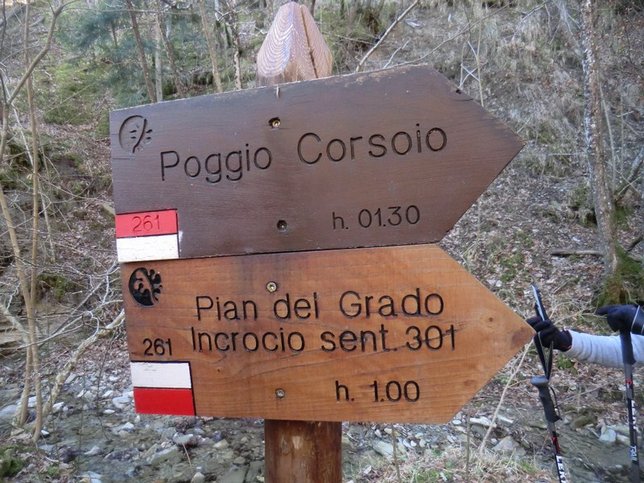 Poggio Corsoio
261
h. 01.30
Pian del Grado
Incrocio sent. 301
261
h. 1.00